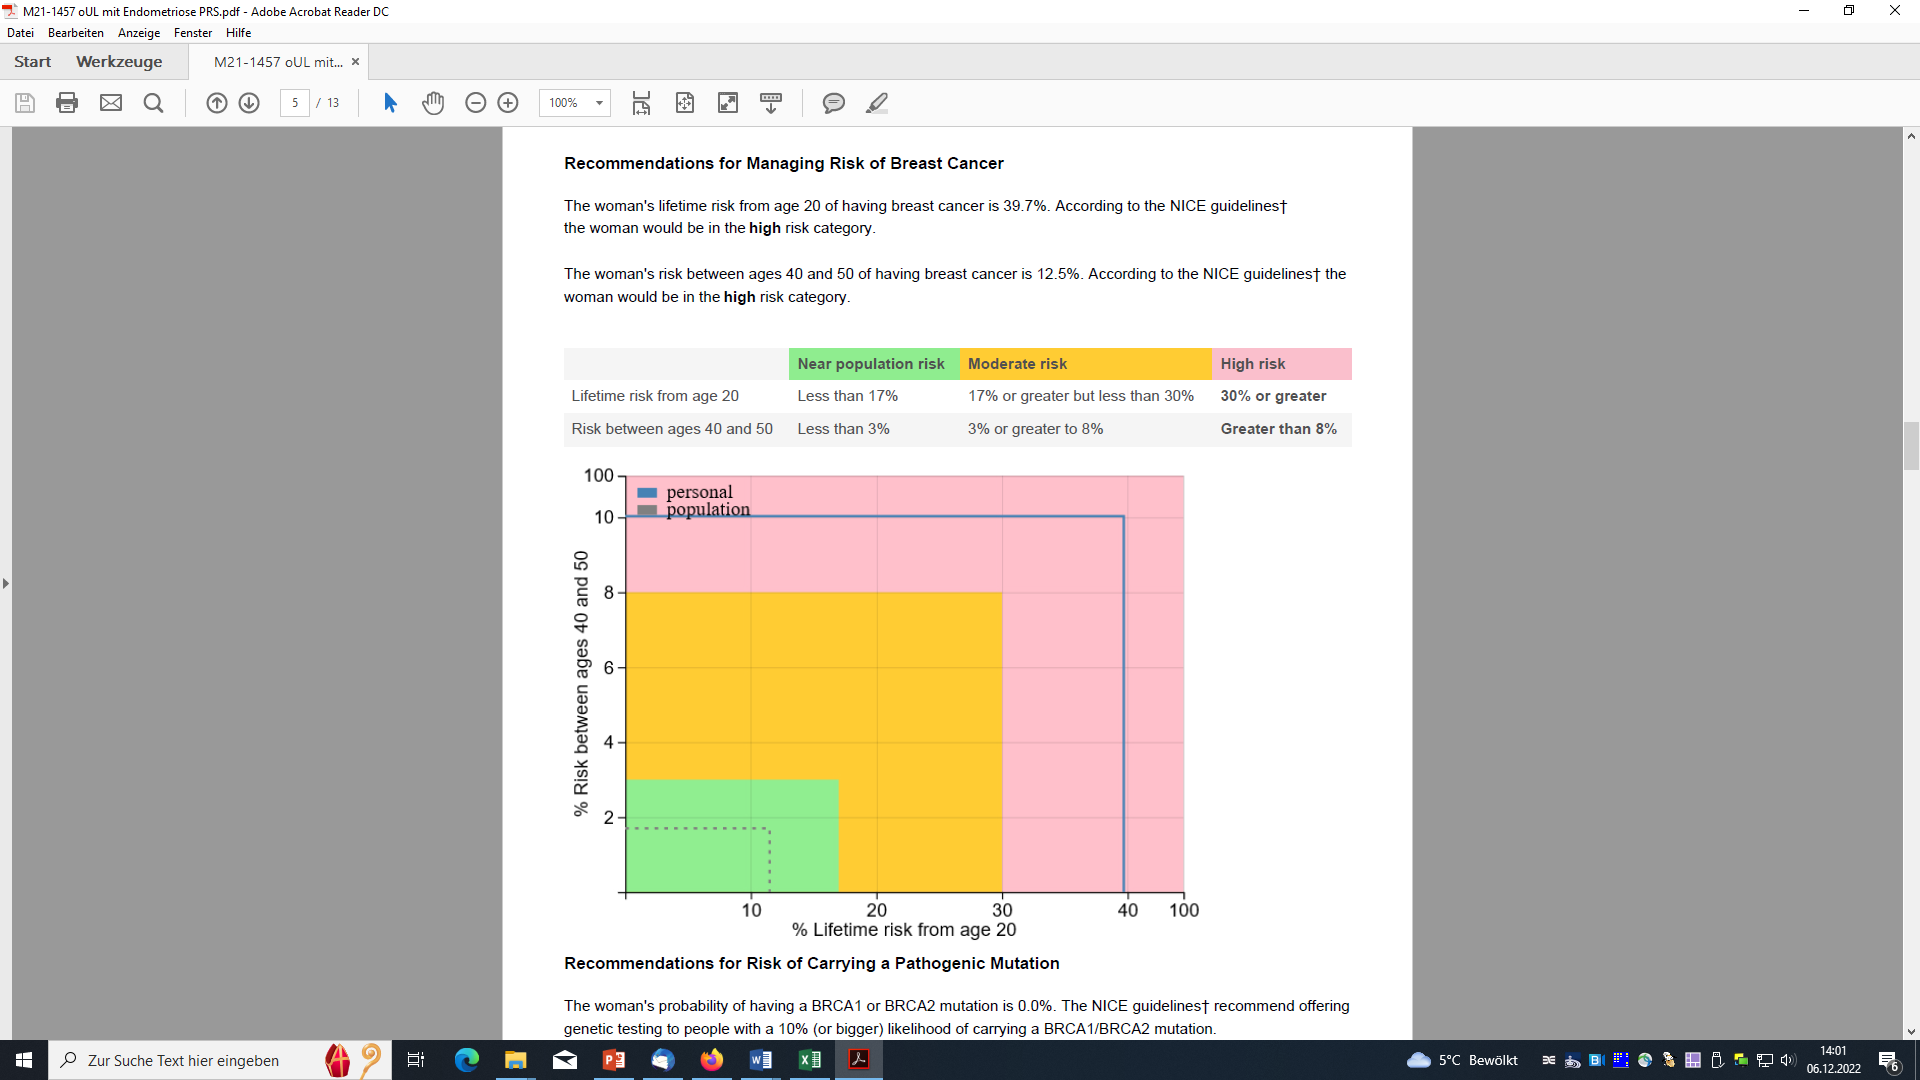 M21-1457 oUL mit Endometriose PRS.pdf - Adobe Acrobat Reader DC
Datei Bearbeiten Anzeige Fenster Hilfe
Start Werkzeuge M21-1457 oUL mit... ×
5 / 13 100%
Recommendations for Managing Risk of Breast Cancer
The woman's lifetime risk from age 20 of having breast cancer is 39.7%. According to the NICE guidelines†
the woman would be in the high risk category.
The woman's risk between ages 40 and 50 of having breast cancer is 12.5%. According to the NICE guidelines† the
woman would be in the high risk category.
Near population risk Moderate risk High risk
Lifetime risk from age 20 Less than 17% 17% or greater but less than 30% 30% or greater
Risk between ages 40 and 50 Less than 3% 3% or greater to 8% Greater than 8%
100
personal
population
10
8
6
4
2
% Risk between ages 40 and 50
10 20 30 40 100
% Lifetime risk from age 20
Recommendations for Risk of Carrying a Pathogenic Mutation
The woman's probability of having a BRCA1 or BRCA2 mutation is 0.0%. The NICE guidelines† recommend offering
genetic testing to people with a 10% (or bigger) likelihood of carrying a BRCA1/BRCA2 mutation.
Zur Suche Text hier eingeben
5°C Bewölkt
14:01
06.12.2022
6